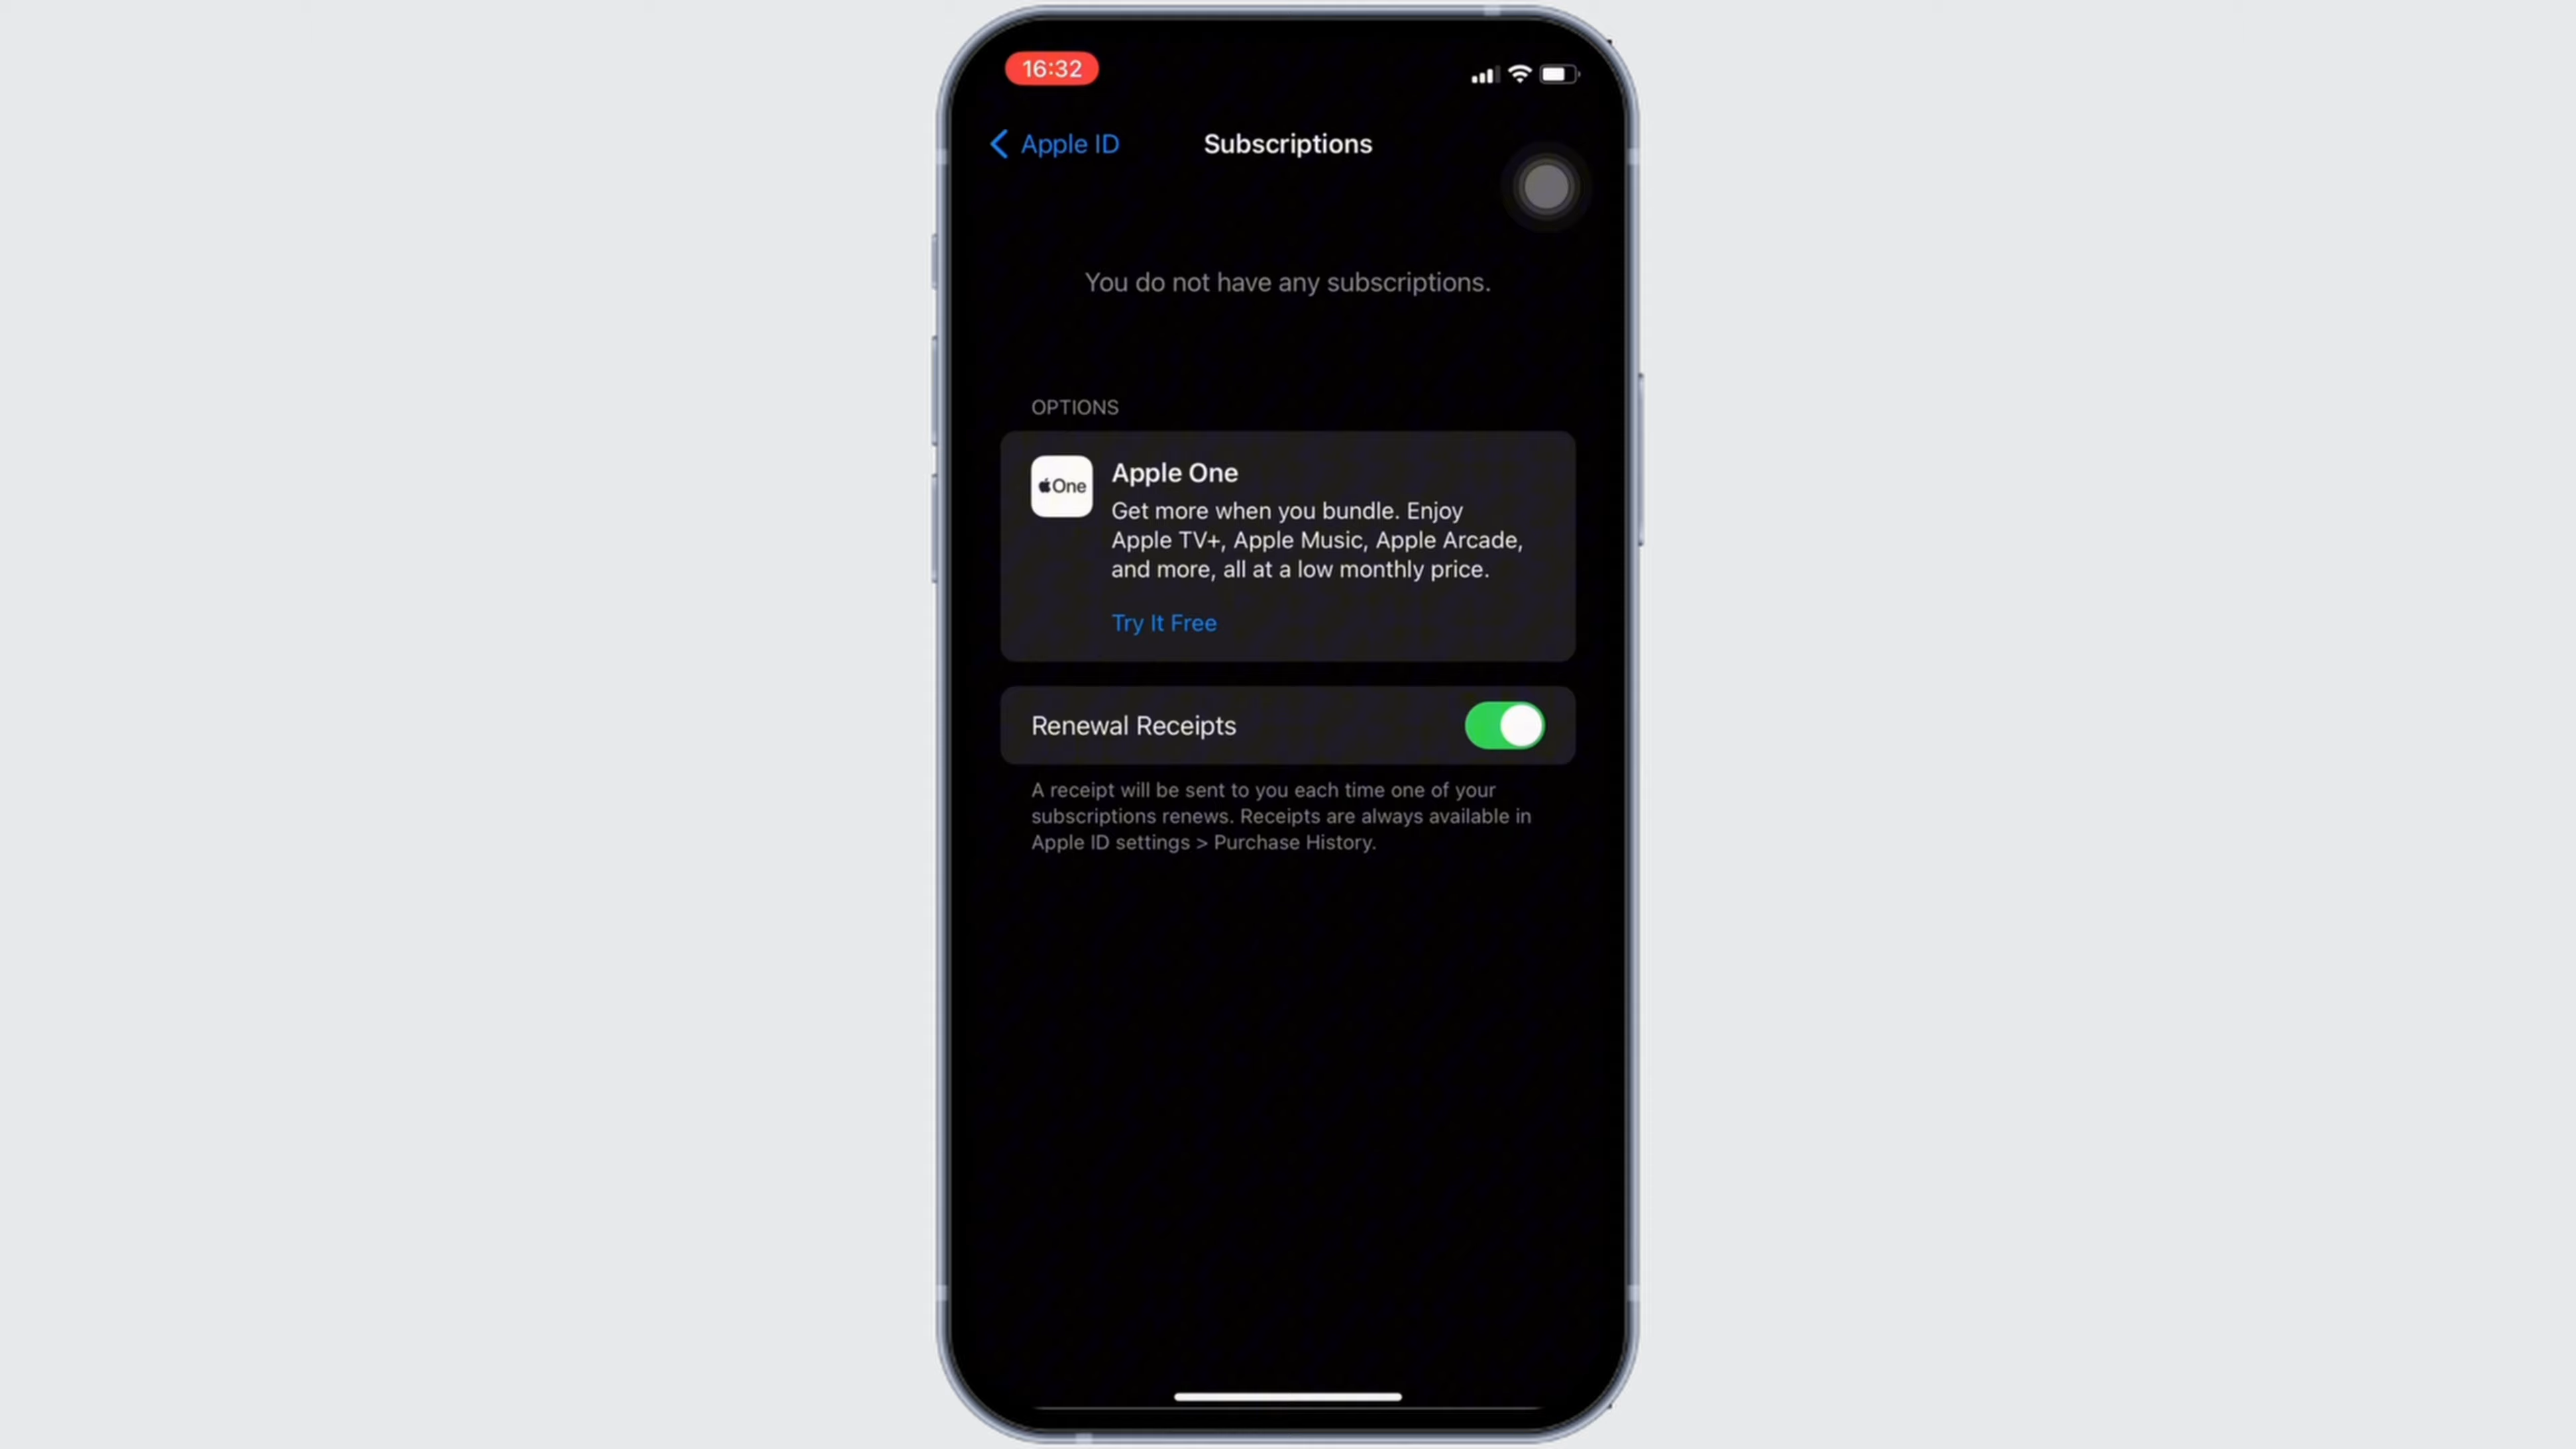 16:32
Apple ID
Subscriptions
You do not have any subscriptions.
OPTIONS
One
Apple One
Get more when you bundle. Enjoy
Apple TV+, Apple Music, Apple Arcade,
and more, all at a low monthly price.
Try It Free
Renewal Receipts
A receipt will be sent to you each time one of your
subscriptions renews. Receipts are always available in
Apple ID settings > Purchase History.